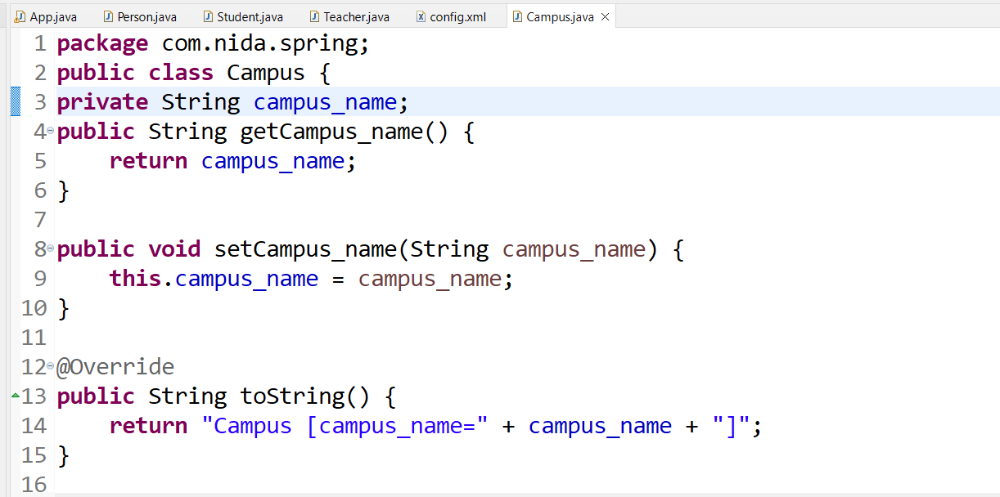 App.java Person.java Student.java Teacher.java config.xml Campus.java
1 package com.nida.spring;
2 public class Campus {
3 private String campus_name;
4 public String getCampus_name() {
5     return campus_name;
6 }
7
8 public void setCampus_name(String campus_name) {
9     this.campus_name = campus_name;
10 }
11
12 @Override
13 public String toString() {
14     return "Campus [campus_name=" + campus_name + "]";
15 }
16